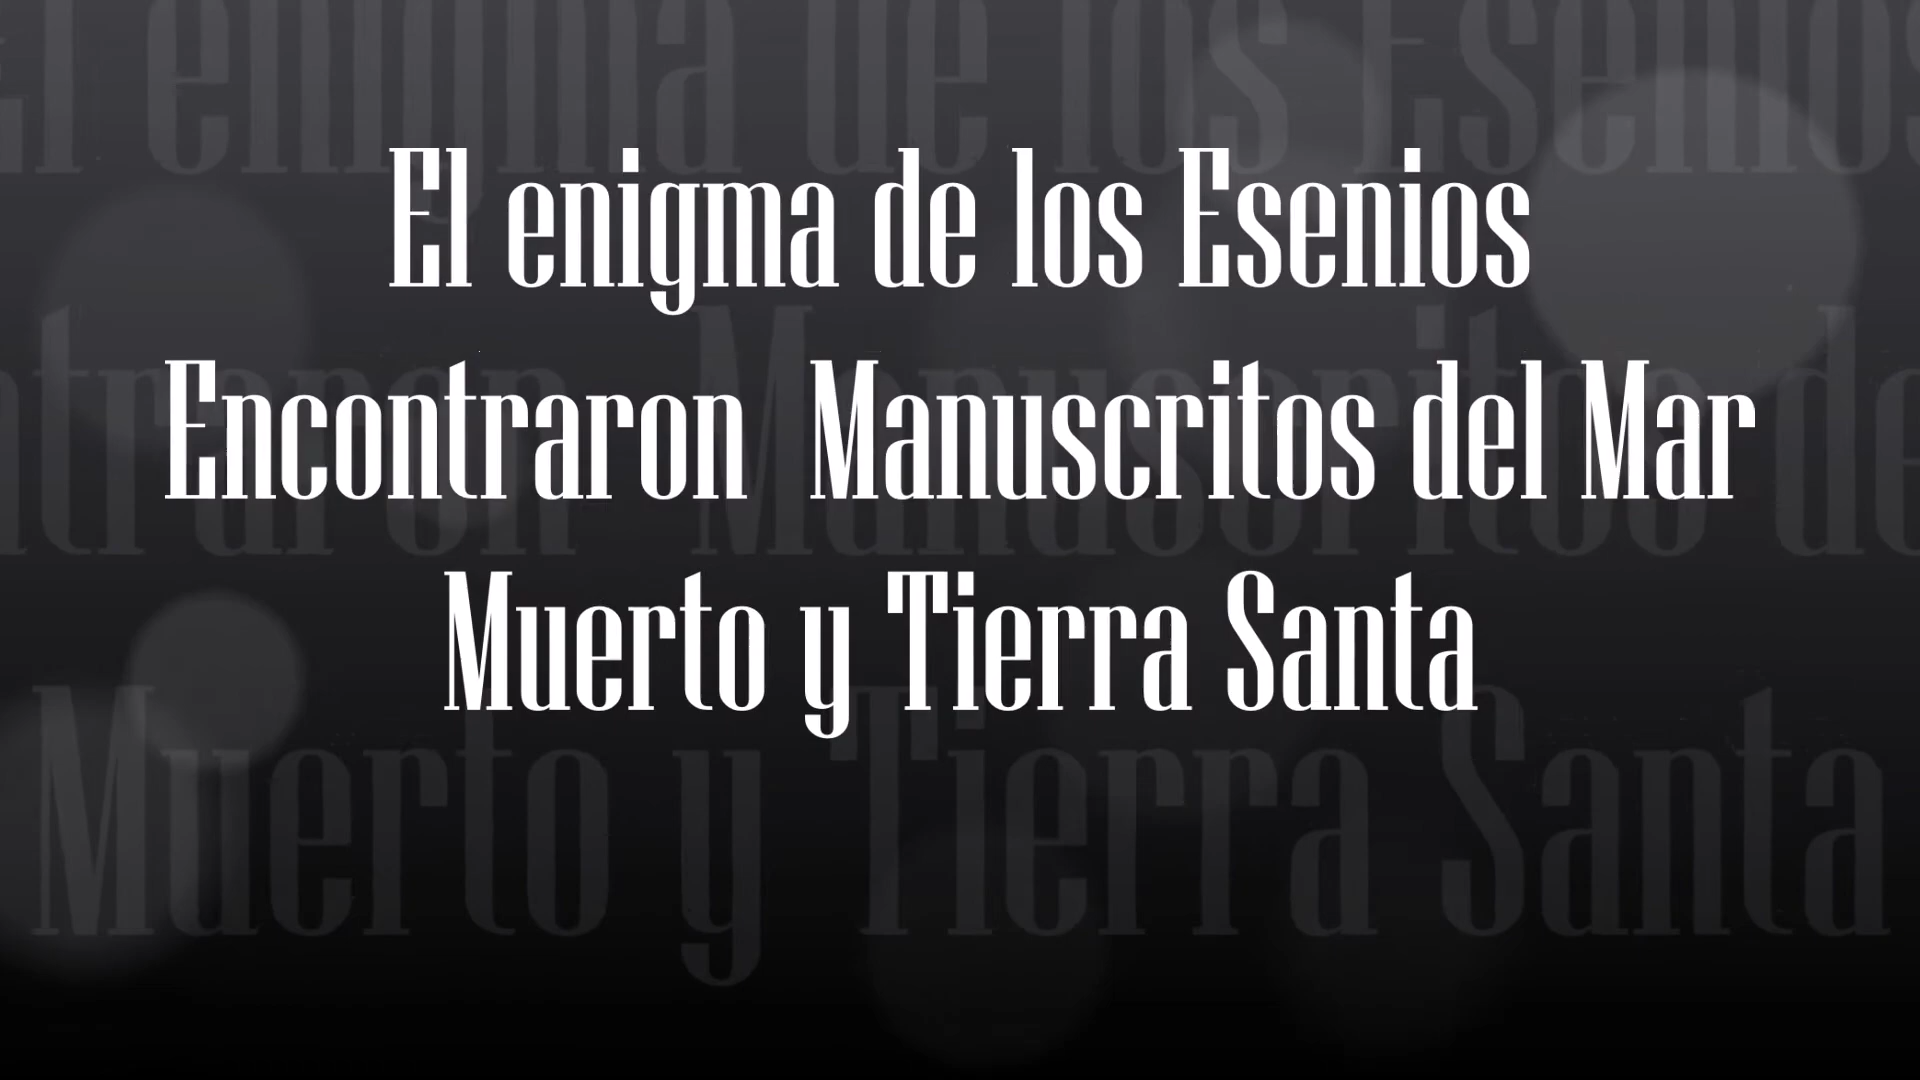 El enigma de los Esenios
Encontraron  Manuscritos del Mar
Muerto y Tierra Santa